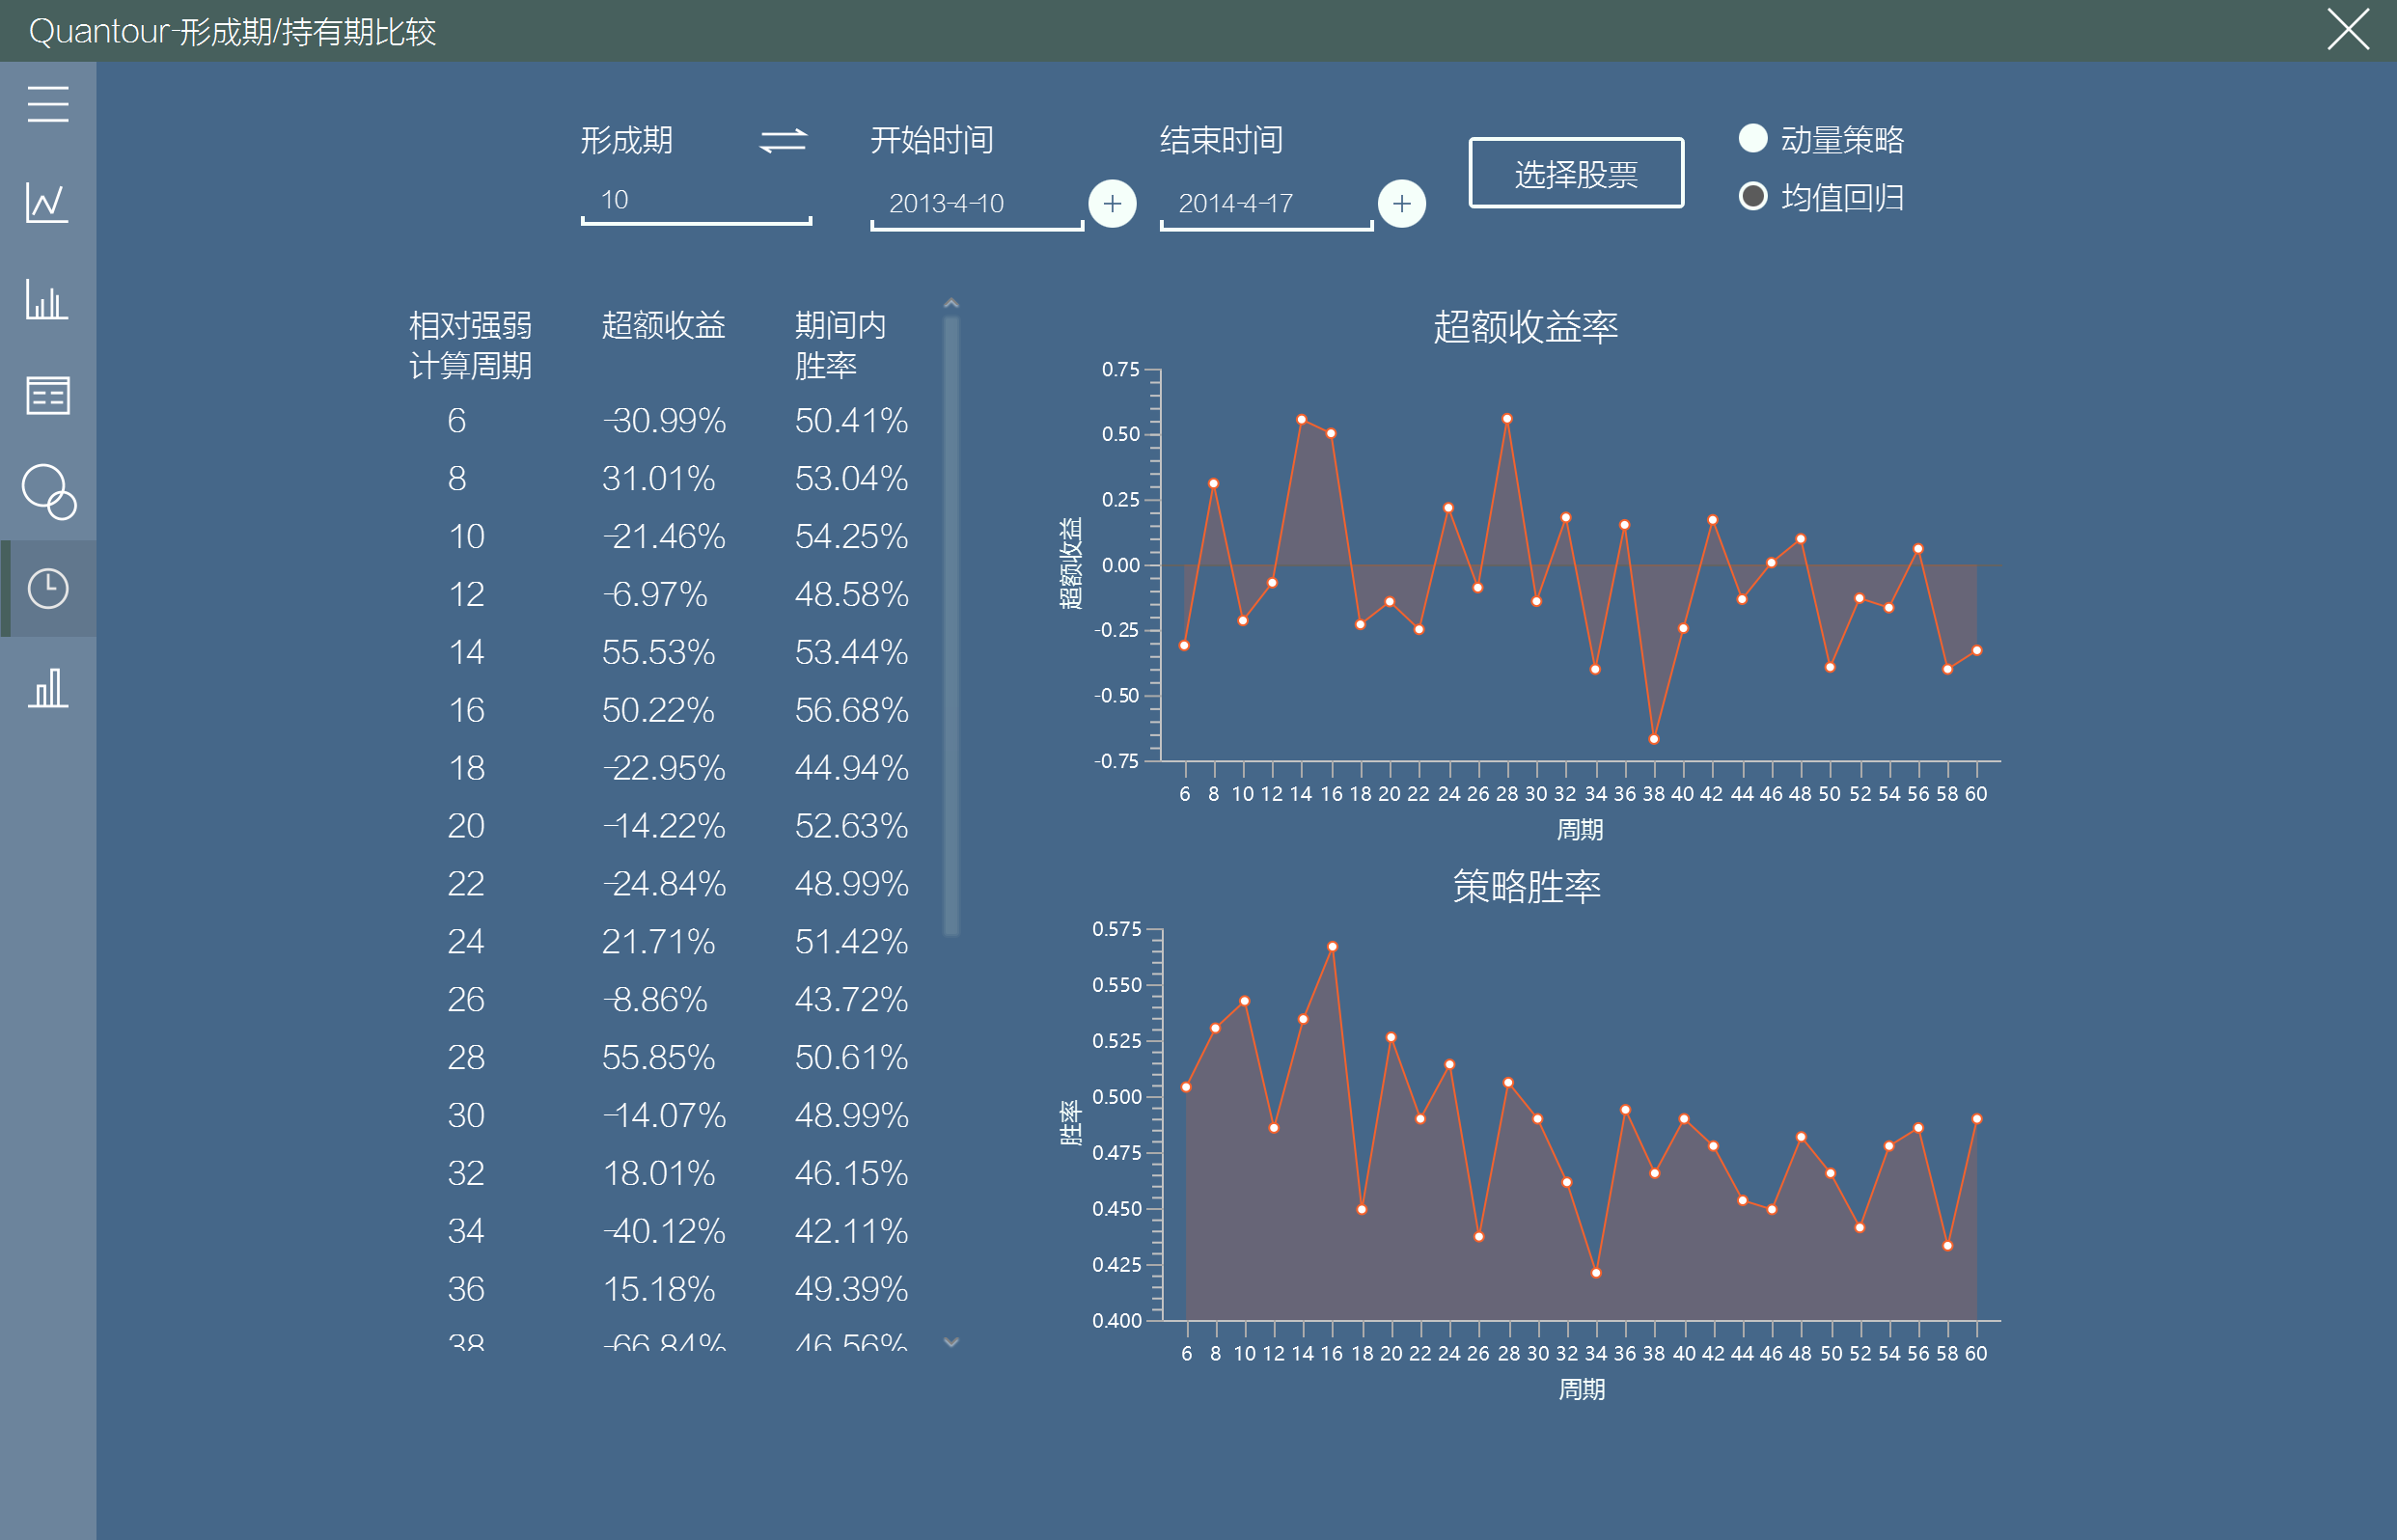 Quantour-形成期/持有期比较
形成期
开始时间
结束时间
10
2013-4-10
2014-4-17
选择股票
动量策略
均值回归
相对强弱 超额收益 期间内
计算周期 胜率
6 -30.99% 50.41%
8 31.01% 53.04%
10 -21.46% 54.25%
12 -6.97% 48.58%
14 55.53% 53.44%
16 50.22% 56.68%
18 -22.95% 44.94%
20 -14.22% 52.63%
22 -24.84% 48.99%
24 21.71% 51.42%
26 -8.86% 43.72%
28 55.85% 50.61%
30 -14.07% 48.99%
32 18.01% 46.15%
34 -40.12% 42.11%
36 15.18% 49.39%
38 -66.84% 46.56%
超额收益率
0.75
0.50
0.25
0.00
-0.25
-0.50
-0.75
超额收益
6 8 10 12 14 16 18 20 22 24 26 28 30 32 34 36 38 40 42 44 46 48 50 52 54 56 58 60
周期
策略胜率
0.575
0.550
0.525
0.500
0.475
0.450
0.425
0.400
胜率
6 8 10 12 14 16 18 20 22 24 26 28 30 32 34 36 38 40 42 44 46 48 50 52 54 56 58 60
周期